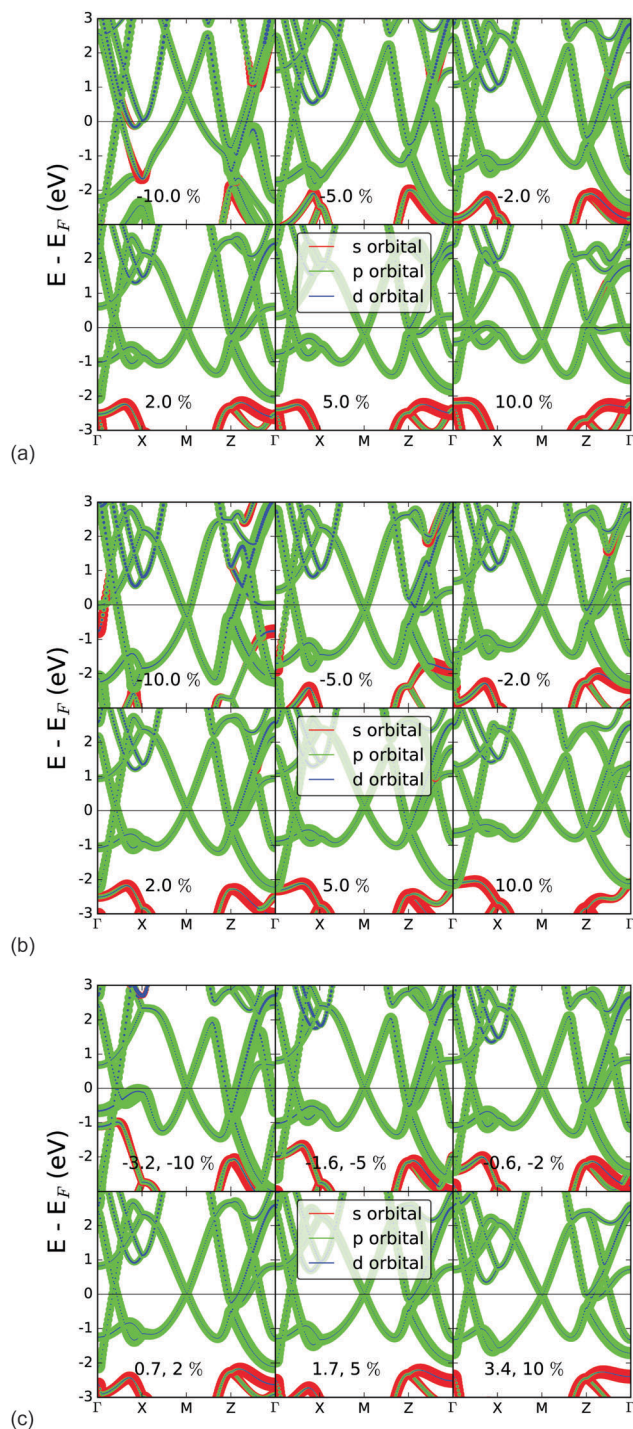 3
2
1
0
-1
-2
-10.0 %
-5.0 %
-2.0 %
E - E_F (eV)
2
1
0
-1
-2
-3
s orbital
p orbital
d orbital
2.0 %
5.0 %
10.0 %
Γ X M Z Γ X M Z Γ X M Z Γ
(a)
3
2
1
0
-1
-2
-10.0 %
-5.0 %
-2.0 %
E - E_F (eV)
2
1
0
-1
-2
-3
s orbital
p orbital
d orbital
2.0 %
5.0 %
10.0 %
Γ X M Z Γ X M Z Γ X M Z Γ
(b)
3
2
1
0
-1
-2
-3.2, -10 %
-1.6, -5 %
-0.6, -2 %
E - E_F (eV)
2
1
0
-1
-2
-3
s orbital
p orbital
d orbital
0.7, 2 %
1.7, 5 %
3.4, 10 %
Γ X M Z Γ X M Z Γ X M Z Γ
(c)